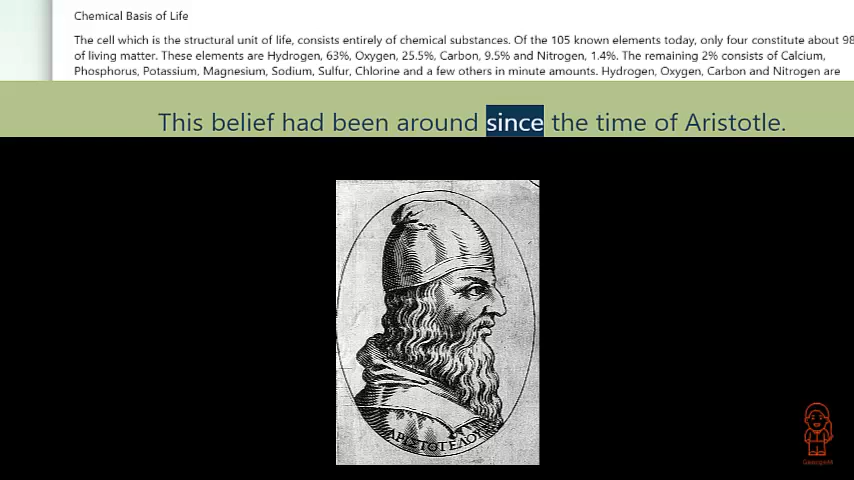 Chemical Basis of Life
The cell which is the structural unit of life, consists entirely of chemical substances. Of the 105 known elements today, only four constitute about 98
of living matter. These elements are Hydrogen, 63%, Oxygen, 25.5%, Carbon, 9.5% and Nitrogen, 1.4%. The remaining 2% consists of Calcium,
Phosphorus, Potassium, Magnesium, Sodium, Sulfur, Chlorine and a few others in minute amounts. Hydrogen, Oxygen, Carbon and Nitrogen are
This belief had been around since the time of Aristotle.